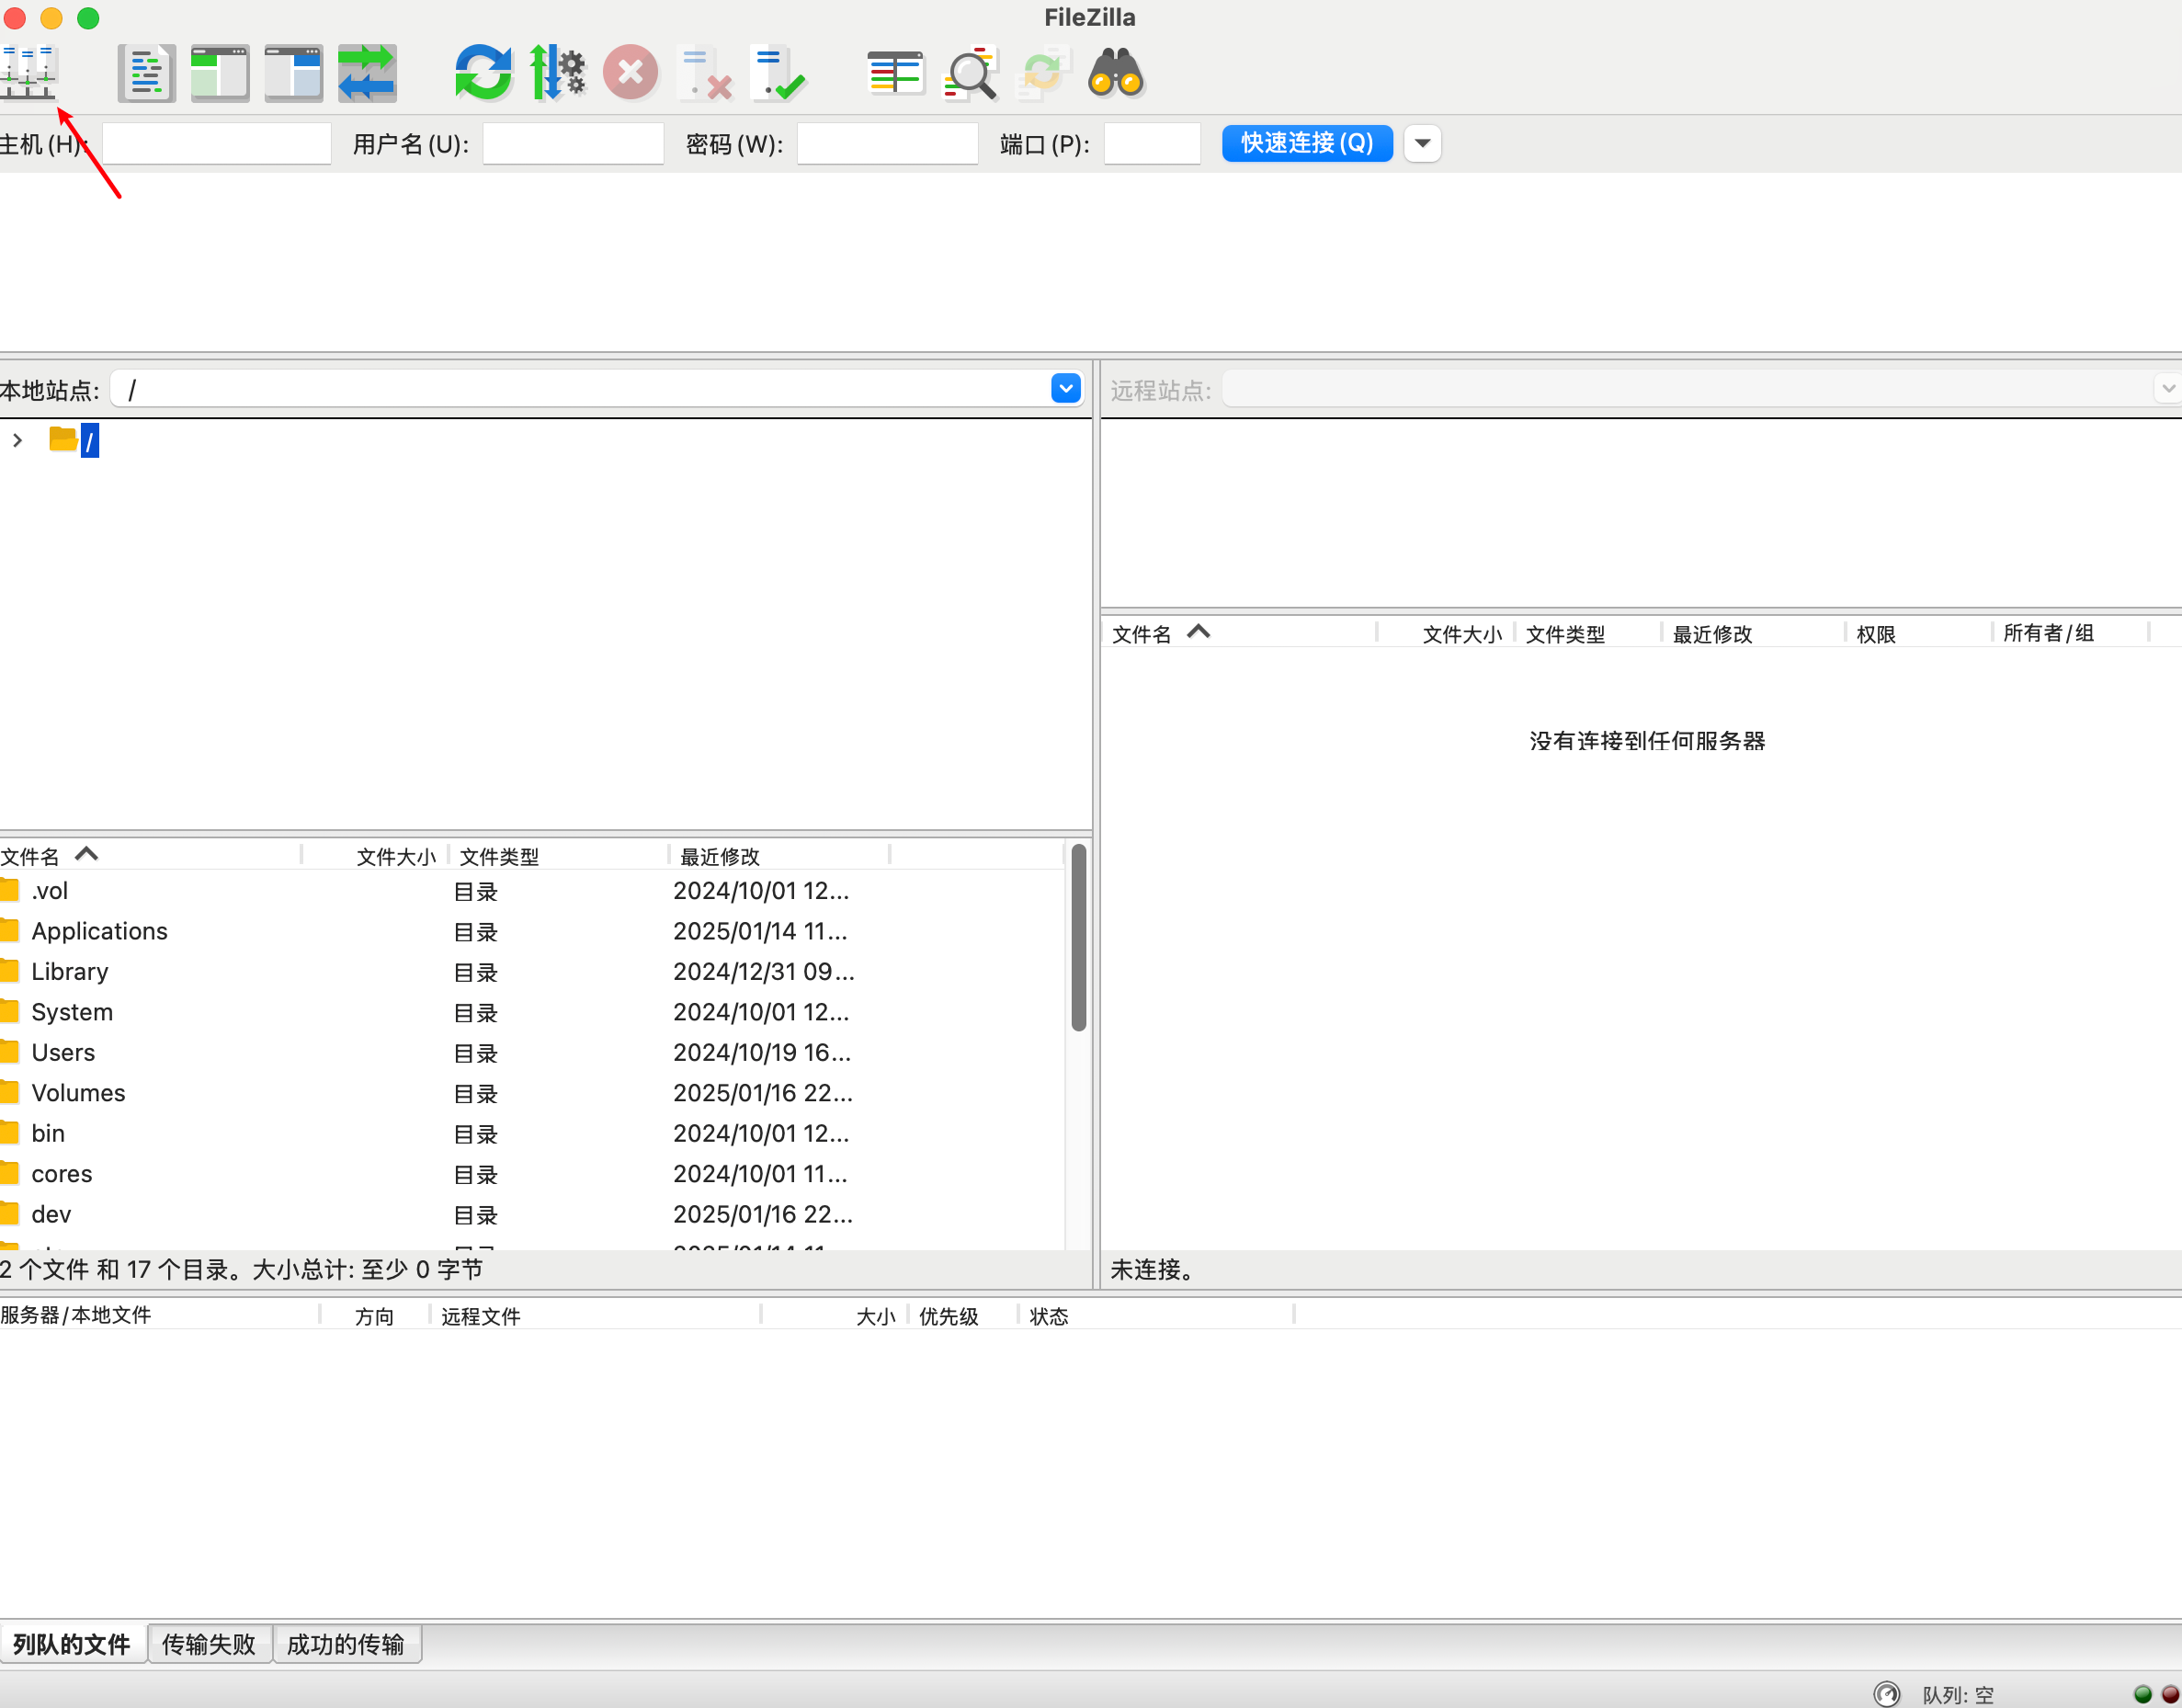 FileZilla
主机(H): 用户名(U): 密码(W): 端口(P): 快速连接(Q)
本地站点: /
远程站点:
/
文件名 文件大小 文件类型 最近修改 权限 所有者/组
没有连接到任何服务器
文件名 文件大小 文件类型 最近修改
.vol 目录 2024/10/01 12...
Applications 目录 2025/01/14 11...
Library 目录 2024/12/31 09...
System 目录 2024/10/01 12...
Users 目录 2024/10/19 16...
Volumes 目录 2025/01/16 22...
bin 目录 2024/10/01 12...
cores 目录 2024/10/01 11...
dev 目录 2025/01/16 22...
2 个文件 和 17 个目录。大小总计: 至少 0 字节
未连接。
服务器/本地文件 方向 远程文件 大小 优先级 状态
列队的文件 传输失败 成功的传输
队列: 空